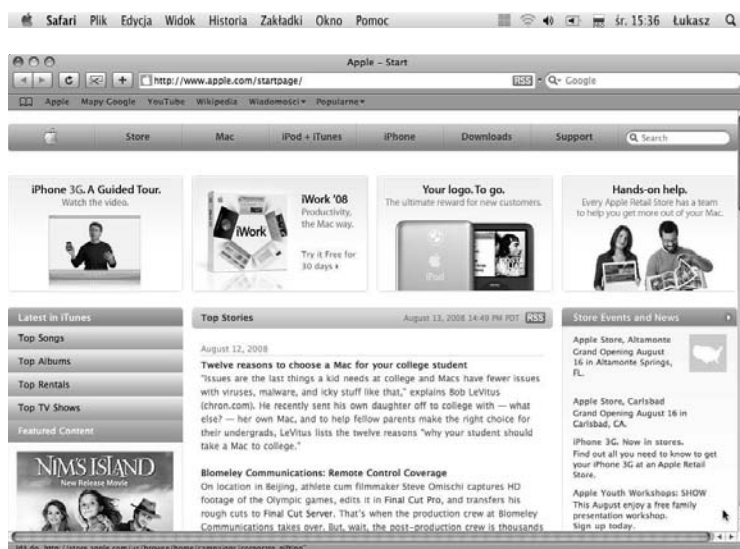 Safari Plik Edycja Widok Historia Zakładki Okno Pomoc śr. 15:36 Łukasz
Apple – Start
http://www.apple.com/startpage/ RSS Google
Apple Mapy Google YouTube Wikipedia Wiadomości Popularne
Store Mac iPod + iTunes iPhone Downloads Support Search
iPhone 3G. A Guided Tour.
Watch the video.
iWork
iWork '08
Productivity,
the Mac way.
Try it Free for
30 days
Your logo. To go.
The ultimate reward for new customers.
iPod
Hands-on help.
Every Apple Retail Store has a team
to help you get more out of your Mac.
Latest in iTunes
Top Songs
Top Albums
Top Rentals
Top TV Shows
Featured Content
NIM'S ISLAND
New Release Movie
Top Stories August 13, 2008 14:49 PM PDT RSS
August 12, 2008
Twelve reasons to choose a Mac for your college student
"Issues are the last things a kid needs at college and Macs have fewer issues
with viruses, malware, and icky stuff like that," explains Bob LeVitus
(chron.com). He recently sent his own daughter off to college with — what
else? — her own Mac, and to help fellow parents make the right choice for
their undergrads, LeVitus lists the twelve reasons "why your student should
take a Mac to college."
Blomeley Communications: Remote Control Coverage
On location in Beijing, athlete cum filmmaker Steve Omischi captures HD
footage of the Olympic games, edits it in Final Cut Pro, and transfers his
rough cuts to Final Cut Server. That's when the production crew at Blomeley
Communications takes over. But, wait, the post-production crew is thousands
Store Events and News
Apple Store, Altamonte
Grand Opening August
16 in Altamonte Springs,
FL.
Apple Store, Carlsbad
Grand Opening August 16 in
Carlsbad, CA.
iPhone 3G. Now in stores.
Find out all you need to know to get
your iPhone 3G at an Apple Retail
Store.
Apple Youth Workshops: SHOW
This August enjoy a free family
presentation workshop.
Sign up today.